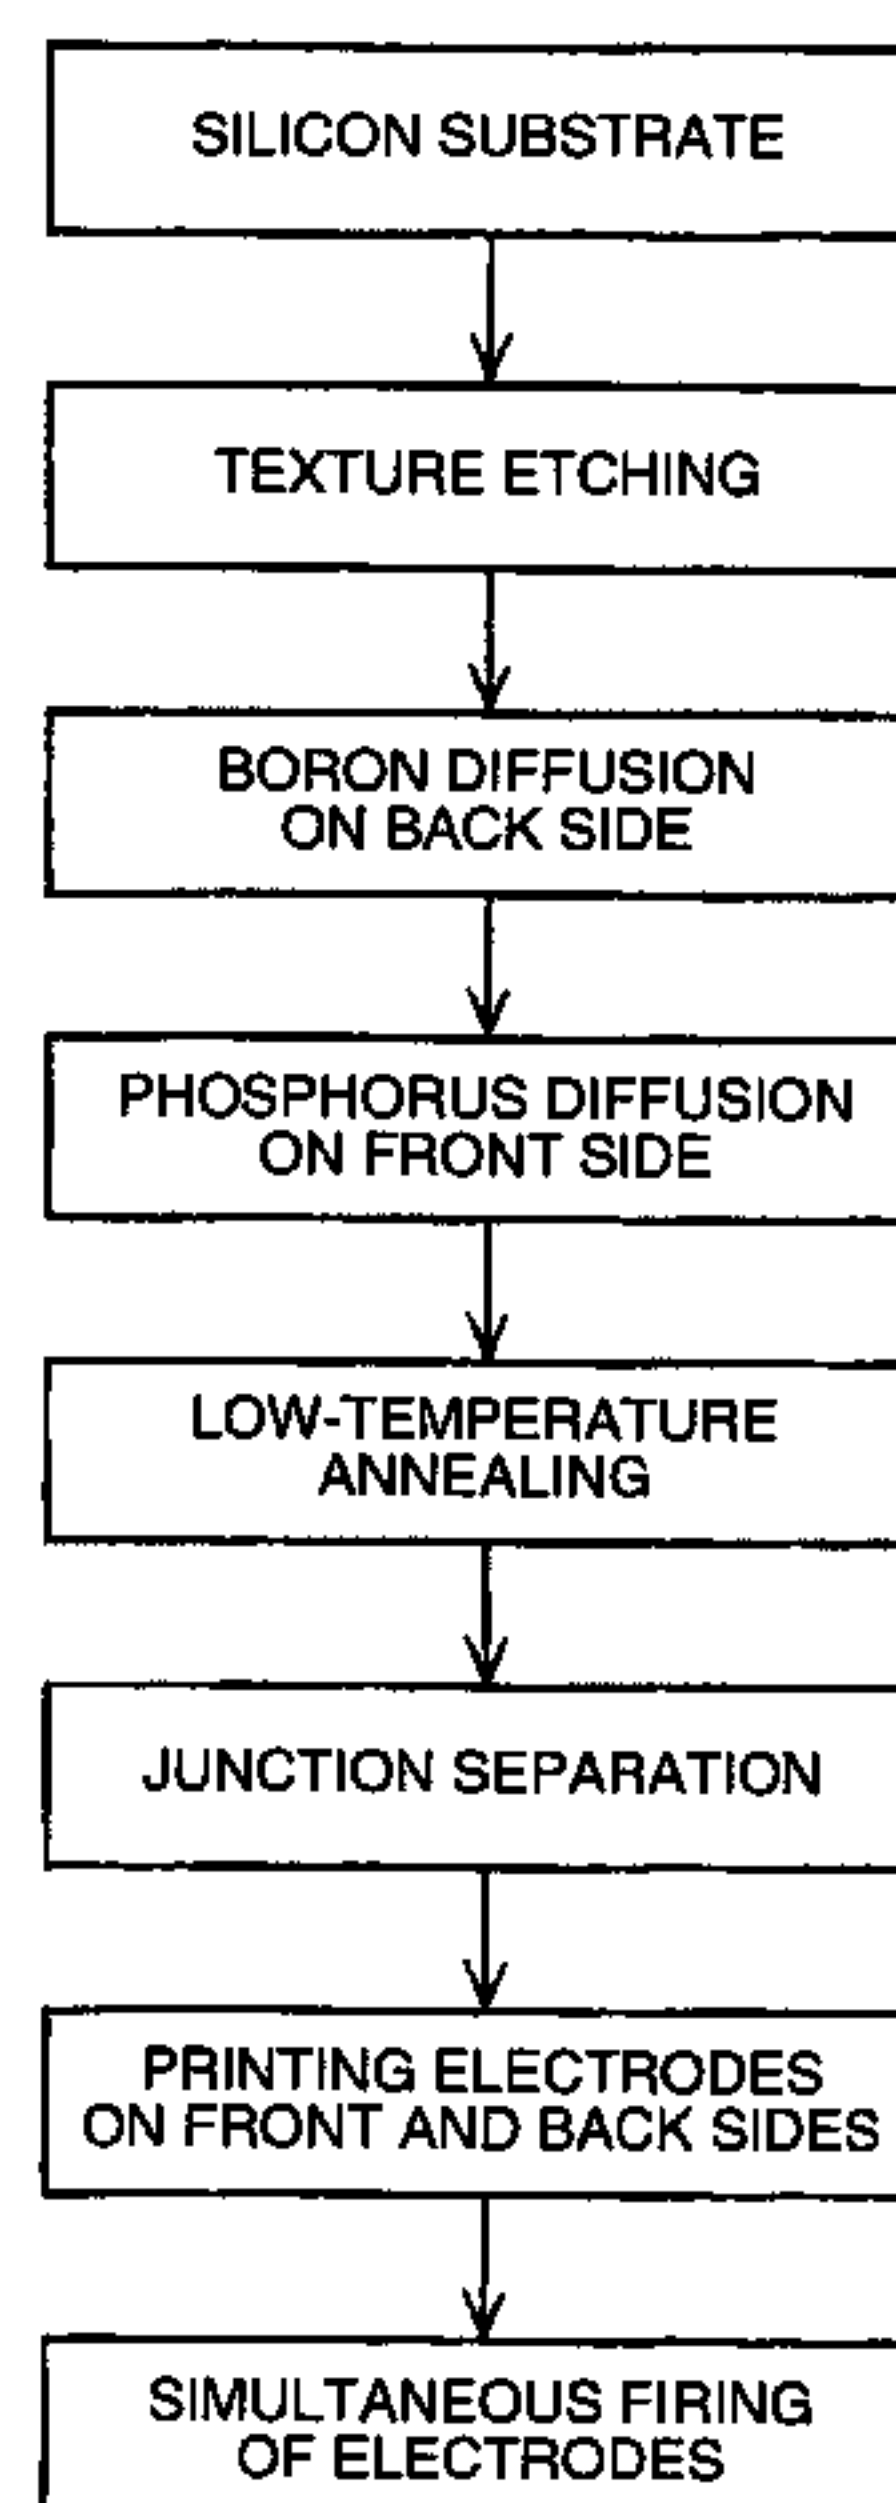 SILICON SUBSTRATE
TEXTURE ETCHING
BORON DIFFUSION
ON BACK SIDE
PHOSPHORUS DIFFUSION
ON FRONT SIDE
LOW-TEMPERATURE
ANNEALING
JUNCTION SEPARATION
PRINTING ELECTRODES
ON FRONT AND BACK SIDES
SIMULTANEOUS FIRING
OF ELECTRODES